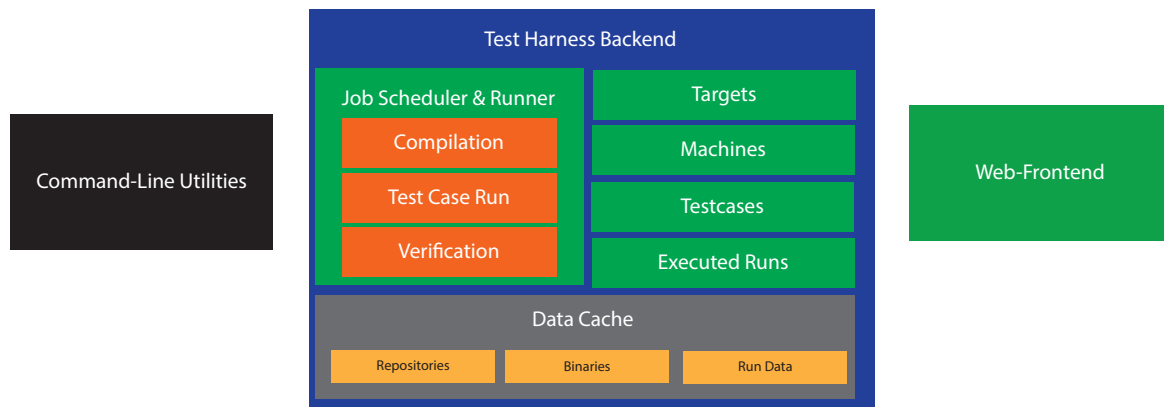 Test Harness Backend
Command-Line Utilities
Job Scheduler & Runner
Compilation
Test Case Run
Verification
Targets
Machines
Testcases
Executed Runs
Data Cache
Repositories
Binaries
Run Data
Web-Frontend